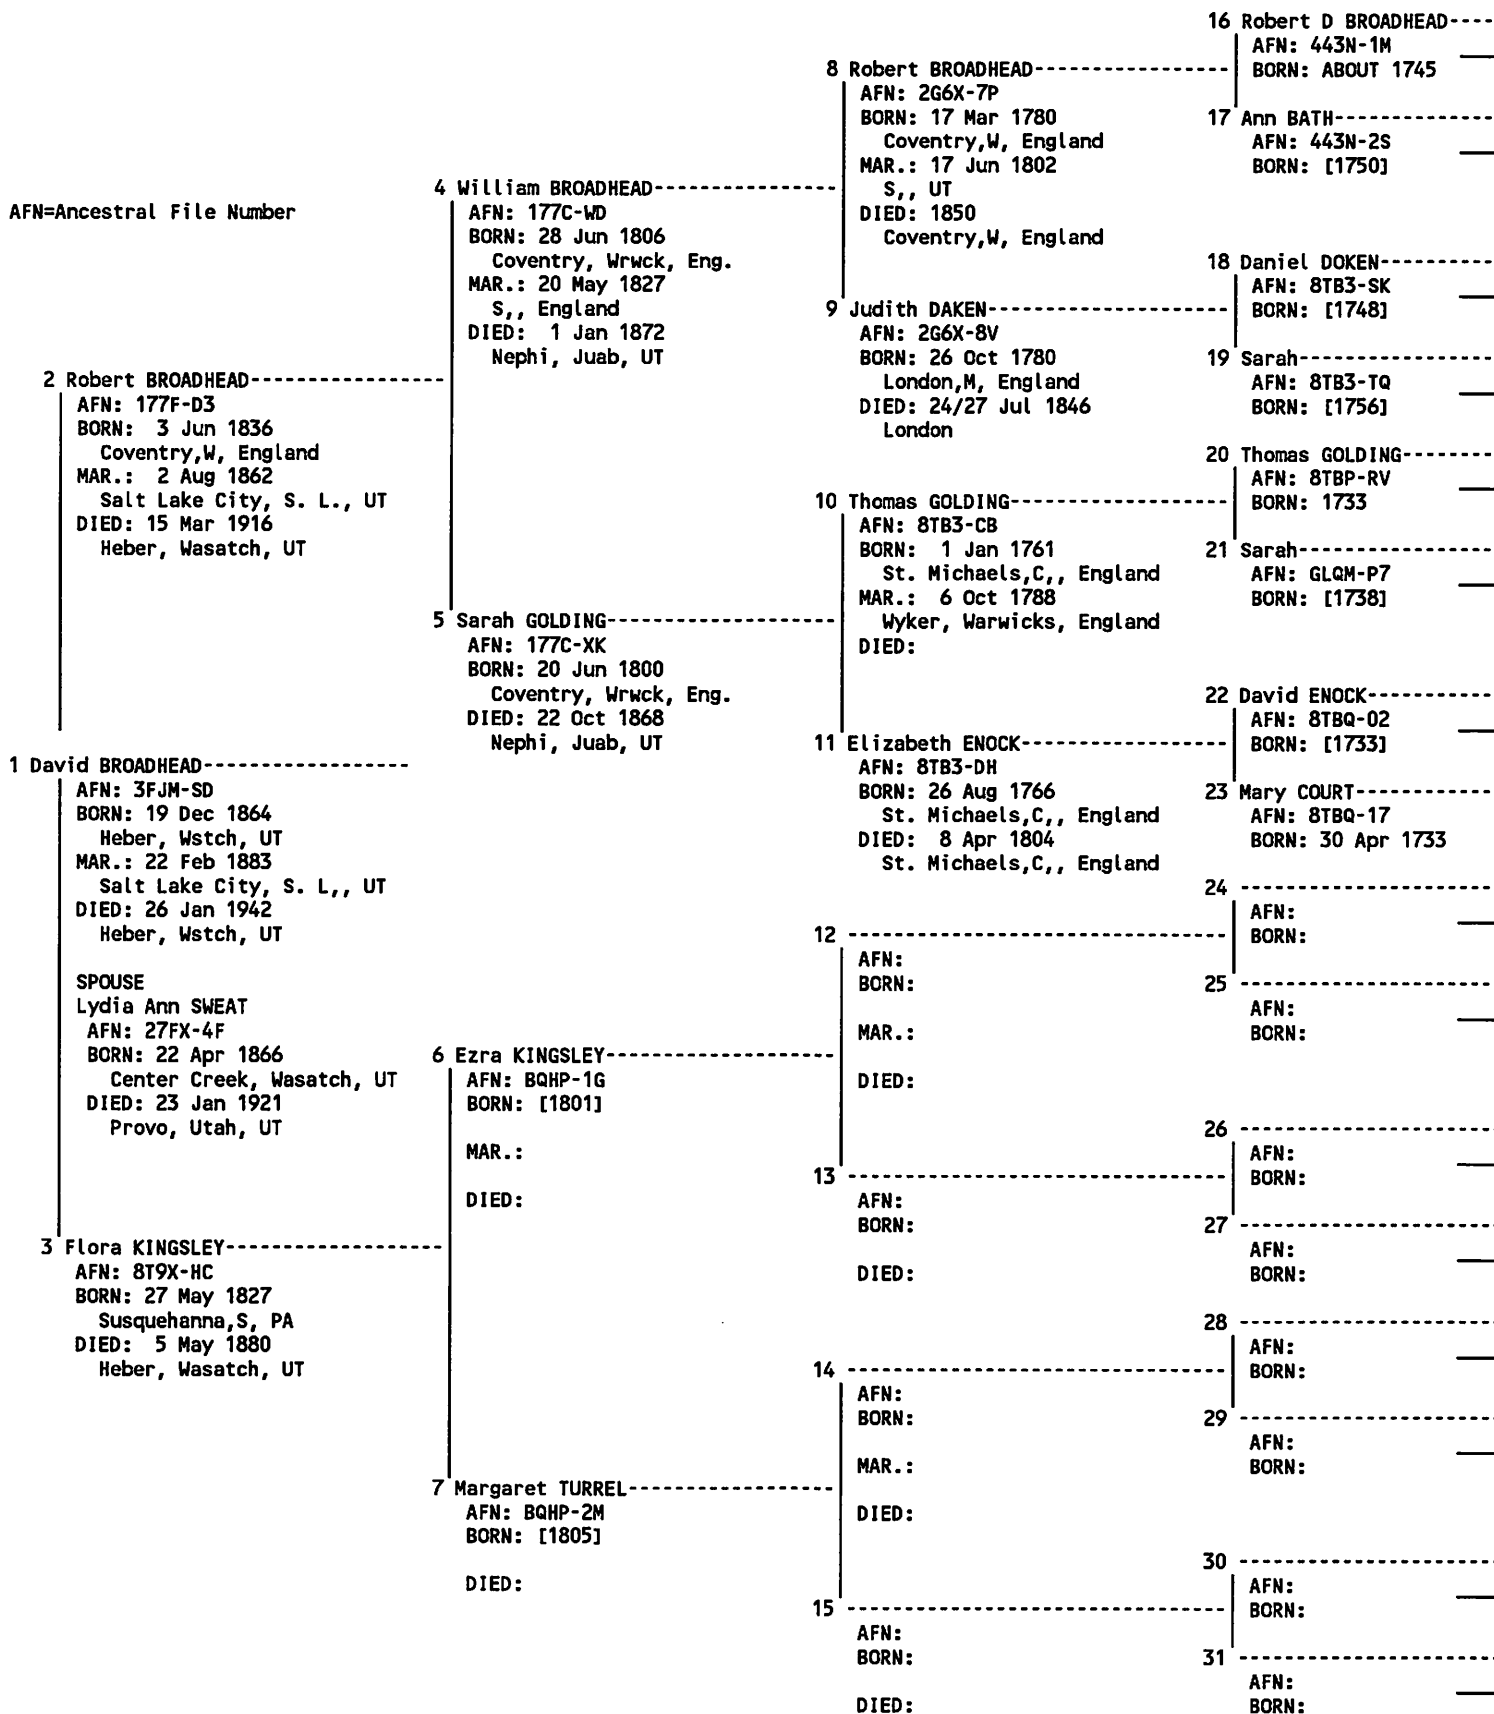 AFN=Ancestral File Number
1 David BROADHEAD
AFN: 3FJM-SD
BORN: 19 Dec 1864
Heber, Wstch, UT
MAR.: 22 Feb 1883
Salt Lake City, S. L,, UT
DIED: 26 Jan 1942
Heber, Wstch, UT
SPOUSE
Lydia Ann SWEAT
AFN: 27FX-4F
BORN: 22 Apr 1866
Center Creek, Wasatch, UT
DIED: 23 Jan 1921
Provo, Utah, UT
2 Robert BROADHEAD
AFN: 177F-D3
BORN: 3 Jun 1836
Coventry,W, England
MAR.: 2 Aug 1862
Salt Lake City, S. L., UT
DIED: 15 Mar 1916
Heber, Wasatch, UT
3 Flora KINGSLEY
AFN: 8T9X-HC
BORN: 27 May 1827
Susquehanna,S, PA
DIED: 5 May 1880
Heber, Wasatch, UT
4 William BROADHEAD
AFN: 177C-WD
BORN: 28 Jun 1806
Coventry, Wrwck, Eng.
MAR.: 20 May 1827
S,, England
DIED: 1 Jan 1872
Nephi, Juab, UT
5 Sarah GOLDING
AFN: 177C-XK
BORN: 20 Jun 1800
Coventry, Wrwck, Eng.
DIED: 22 Oct 1868
Nephi, Juab, UT
6 Ezra KINGSLEY
AFN: BQHP-1G
BORN: [1801]
MAR.:
DIED:
7 Margaret TURREL
AFN: BQHP-2M
BORN: [1805]
DIED:
8 Robert BROADHEAD
AFN: 2G6X-7P
BORN: 17 Mar 1780
Coventry,W, England
MAR.: 17 Jun 1802
S,, UT
DIED: 1850
Coventry,W, England
9 Judith DAKEN
AFN: 2G6X-8V
BORN: 26 Oct 1780
London,M, England
DIED: 24/27 Jul 1846
London
10 Thomas GOLDING
AFN: 8TB3-CB
BORN: 1 Jan 1761
St. Michaels,C,, England
MAR.: 6 Oct 1788
Wyker, Warwicks, England
DIED:
11 Elizabeth ENOCK
AFN: 8TB3-DH
BORN: 26 Aug 1766
St. Michaels,C,, England
DIED: 8 Apr 1804
St. Michaels,C,, England
12
AFN:
BORN:
MAR.:
DIED:
13
AFN:
BORN:
DIED:
14
AFN:
BORN:
MAR.:
DIED:
15
AFN:
BORN:
DIED:
16 Robert D BROADHEAD
AFN: 443N-1M
BORN: ABOUT 1745
17 Ann BATH
AFN: 443N-2S
BORN: [1750]
18 Daniel DOKEN
AFN: 8TB3-SK
BORN: [1748]
19 Sarah
AFN: 8TB3-TQ
BORN: [1756]
20 Thomas GOLDING
AFN: 8TBP-RV
BORN: 1733
21 Sarah
AFN: GLQM-P7
BORN: [1738]
22 David ENOCK
AFN: 8TBQ-02
BORN: [1733]
23 Mary COURT
AFN: 8TBQ-17
BORN: 30 Apr 1733
24
AFN:
BORN:
25
AFN:
BORN:
26
AFN:
BORN:
27
AFN:
BORN:
28
AFN:
BORN:
29
AFN:
BORN:
30
AFN:
BORN:
31
AFN:
BORN: